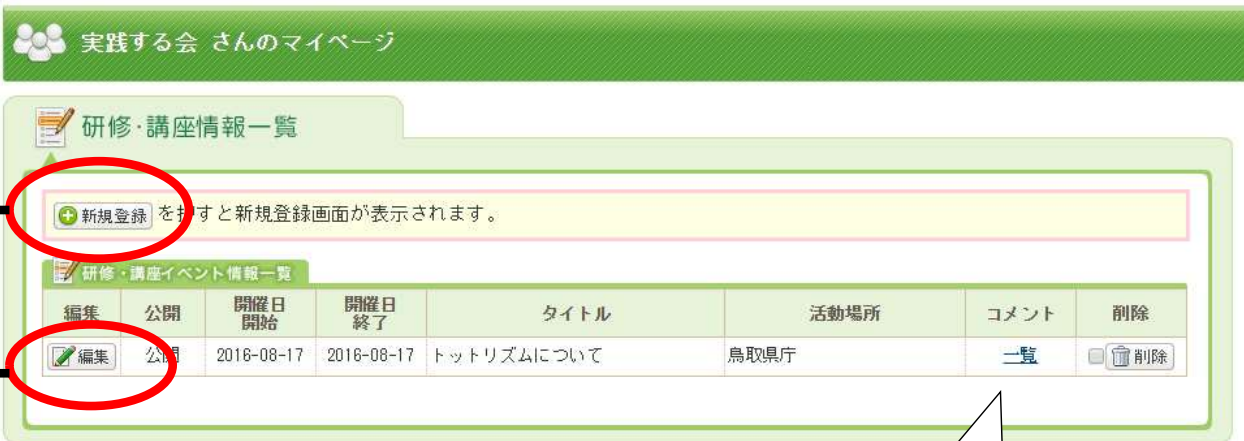 実践する会 さんのマイページ
研修・講座情報一覧
新規登録 を押すと新規登録画面が表示されます。
研修・講座イベント情報一覧
編集 公開 開催日開始 開催日終了 タイトル 活動場所 コメント 削除
編集 公開 2016-08-17 2016-08-17 トットリズムについて 鳥取県庁 一覧 削除